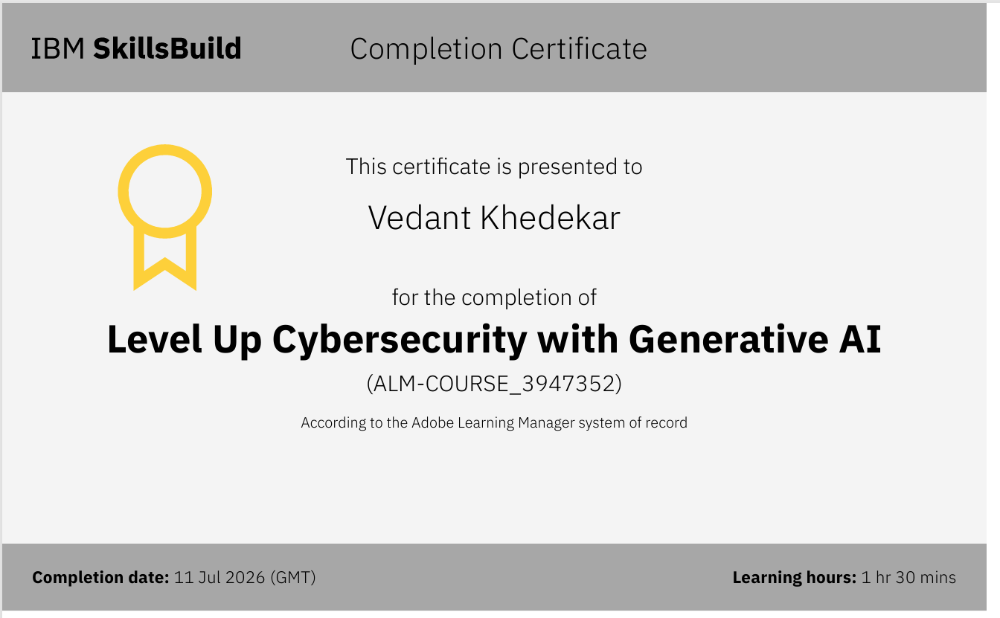 IBM SkillsBuild
Completion Certificate
This certificate is presented to
Vedant Khedekar
for the completion of
Level Up Cybersecurity with Generative AI
(ALM-COURSE_3947352)
According to the Adobe Learning Manager system of record
Completion date: 11 Jul 2026 (GMT)
Learning hours: 1 hr 30 mins